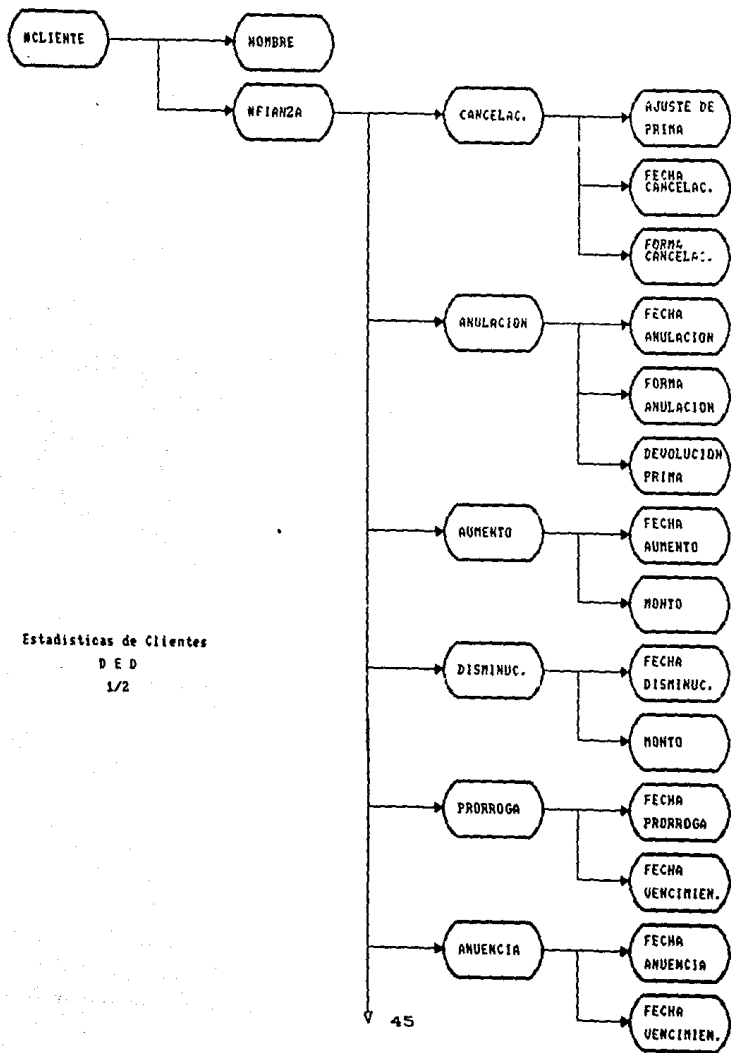 #CLIENTE
NOMBRE
#FIANZA
CANCELAC.
AJUSTE DE
PRIMA
FECHA
CANCELAC.
FORMA
CANCELAC.
ANULACION
FECHA
ANULACION
FORMA
ANULACION
DEVOLUCION
PRIMA
AUMENTO
FECHA
AUMENTO
MONTO
Estadisticas de Clientes
D E D
1/2
DISMINUC.
FECHA
DISMINUC.
MONTO
PRORROGA
FECHA
PRORROGA
FECHA
VENCIMIEN.
ANUENCIA
FECHA
ANUENCIA
FECHA
VENCIMIEN.
45